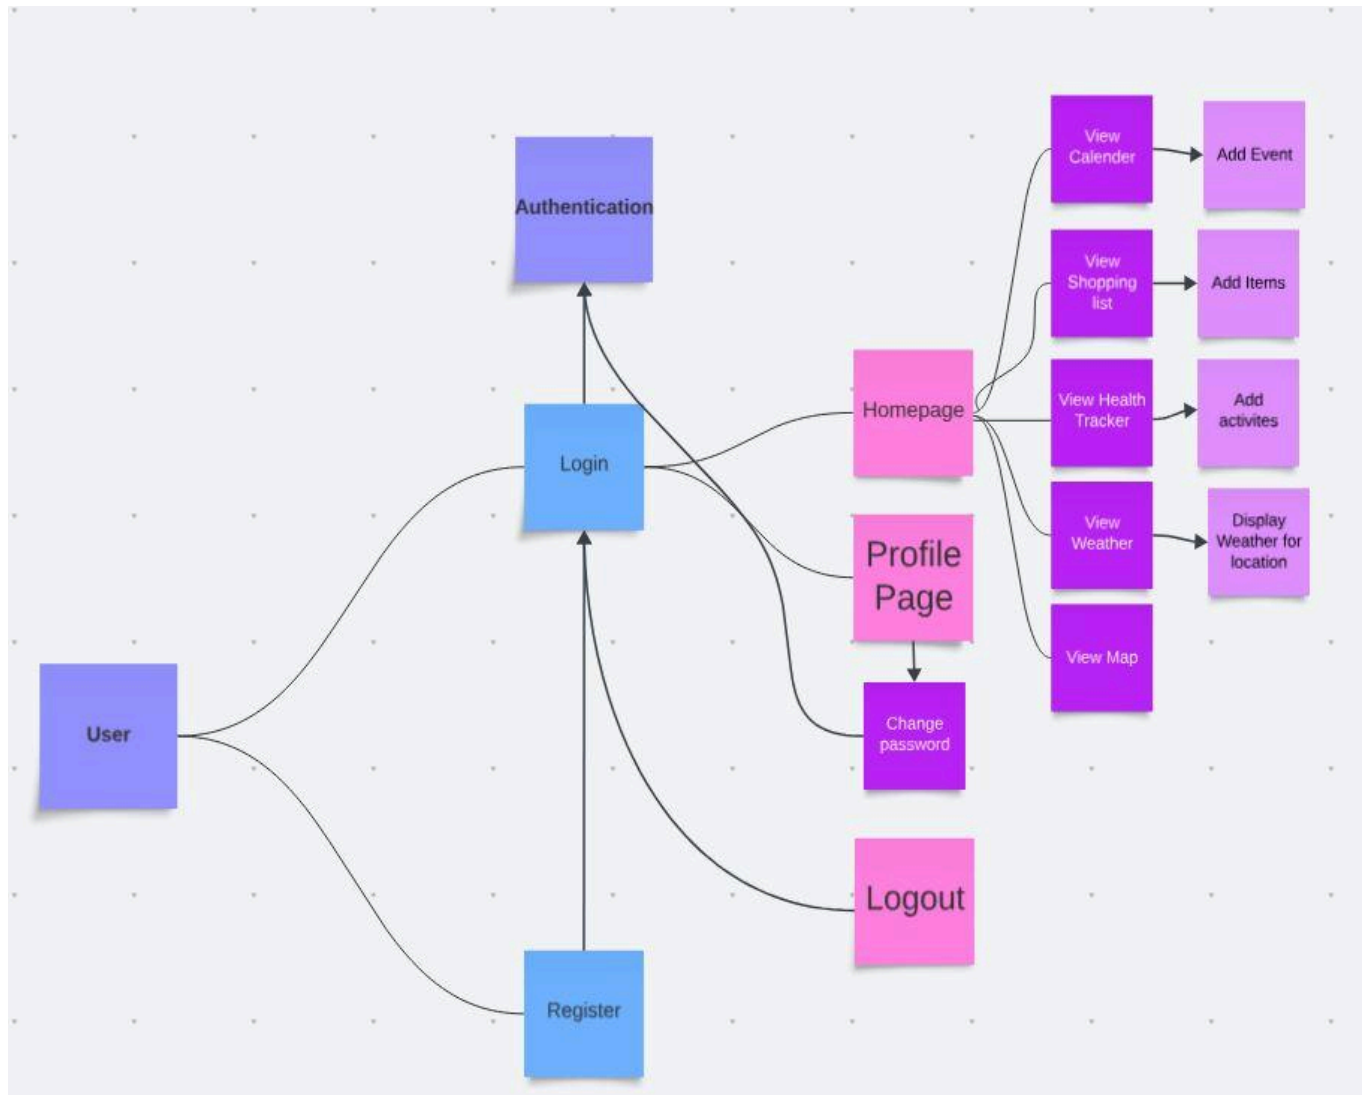 Authentication
View
Calender
Add Event
View
Shopping
list
Add Items
Homepage
View Health
Tracker
Add
activites
Login
View
Weather
Display
Weather for
location
Profile
Page
View Map
User
Change
password
Logout
Register